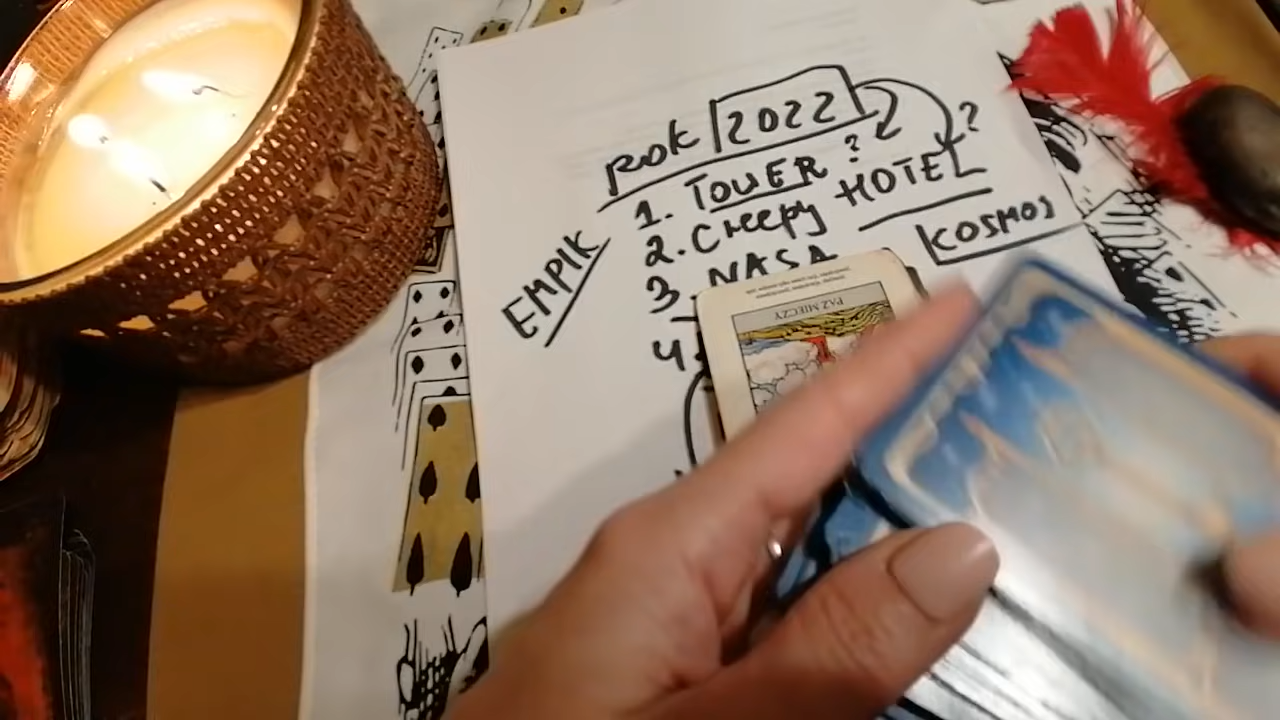 rok 2022
1. TOWER ? ?
2. Creepy HOTEL
EMPIK
KOSMOS
3. NASA
4.
PAŹ MIECZY